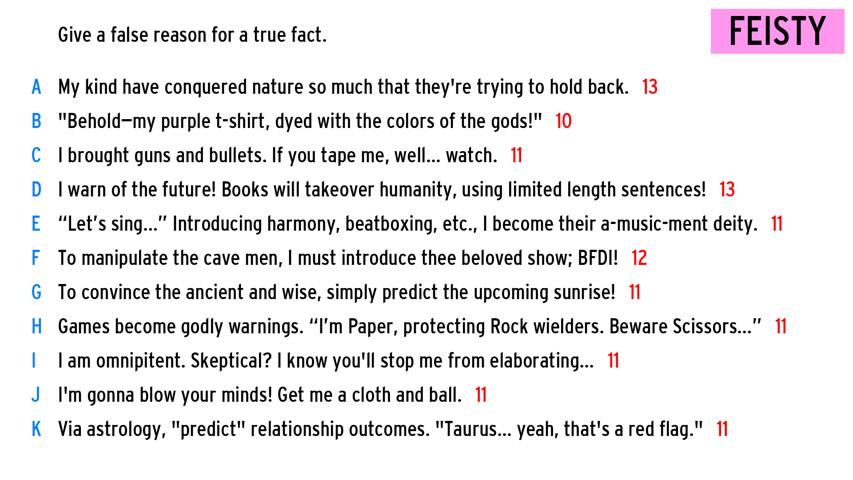 Give a false reason for a true fact.
FEISTY
A My kind have conquered nature so much that they're trying to hold back. 13
B "Behold—my purple t-shirt, dyed with the colors of the gods!" 10
C I brought guns and bullets. If you tape me, well... watch. 11
D I warn of the future! Books will takeover humanity, using limited length sentences! 13
E “Let’s sing...” Introducing harmony, beatboxing, etc., I become their a-music-ment deity. 11
F To manipulate the cave men, I must introduce thee beloved show; BFDI! 12
G To convince the ancient and wise, simply predict the upcoming sunrise! 11
H Games become godly warnings. “I’m Paper, protecting Rock wielders. Beware Scissors...” 11
I I am omnipitent. Skeptical? I know you'll stop me from elaborating... 11
J I'm gonna blow your minds! Get me a cloth and ball. 11
K Via astrology, "predict" relationship outcomes. "Taurus... yeah, that's a red flag." 11